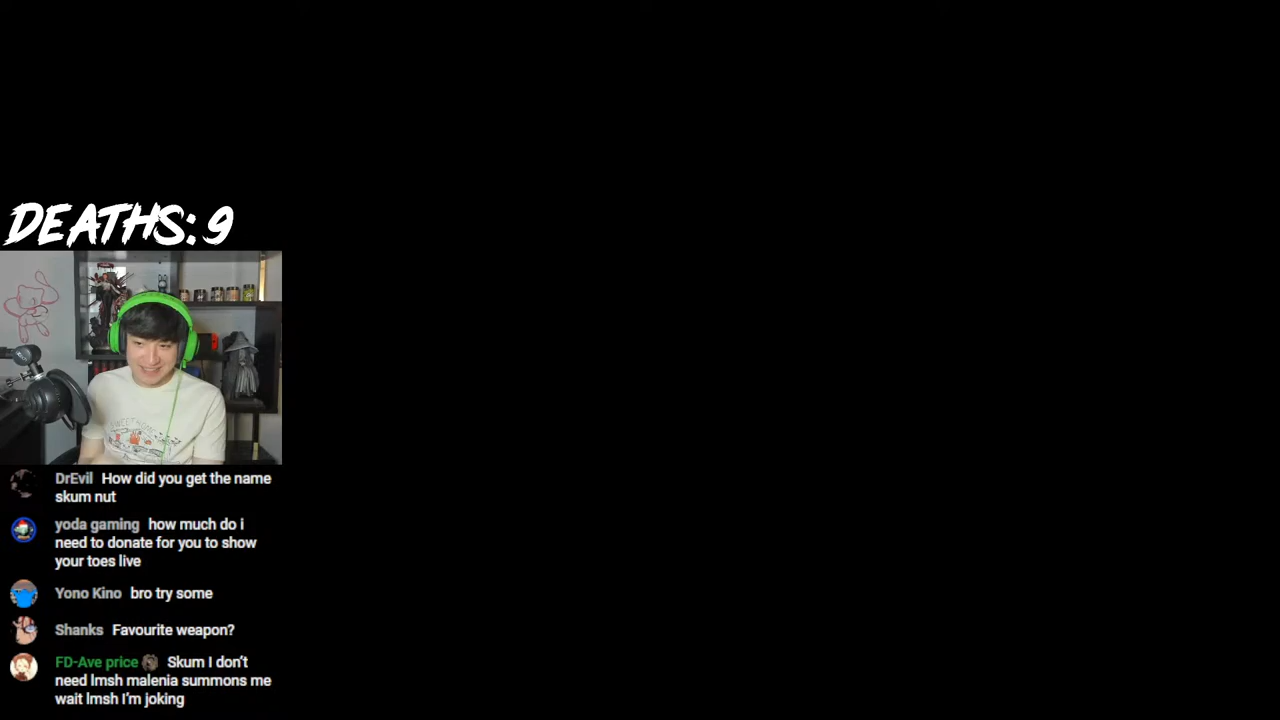 DEATHS: 9
DrEvil How did you get the name
skum nut
yoda gaming how much do i
need to donate for you to show
your toes live
Yono Kino bro try some
Shanks Favourite weapon?
FD-Ave price Skum I don't
need lmsh malenia summons me
wait lmsh I'm joking